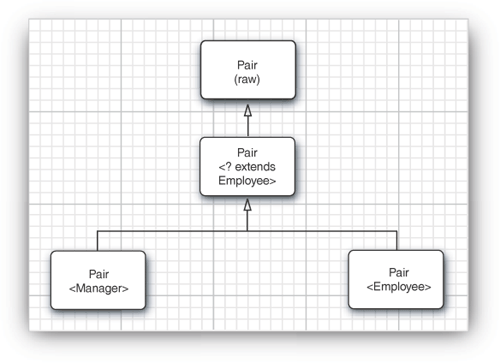 Pair
(raw)
Pair
<? extends
Employee>
Pair
<Manager>
Pair
<Employee>